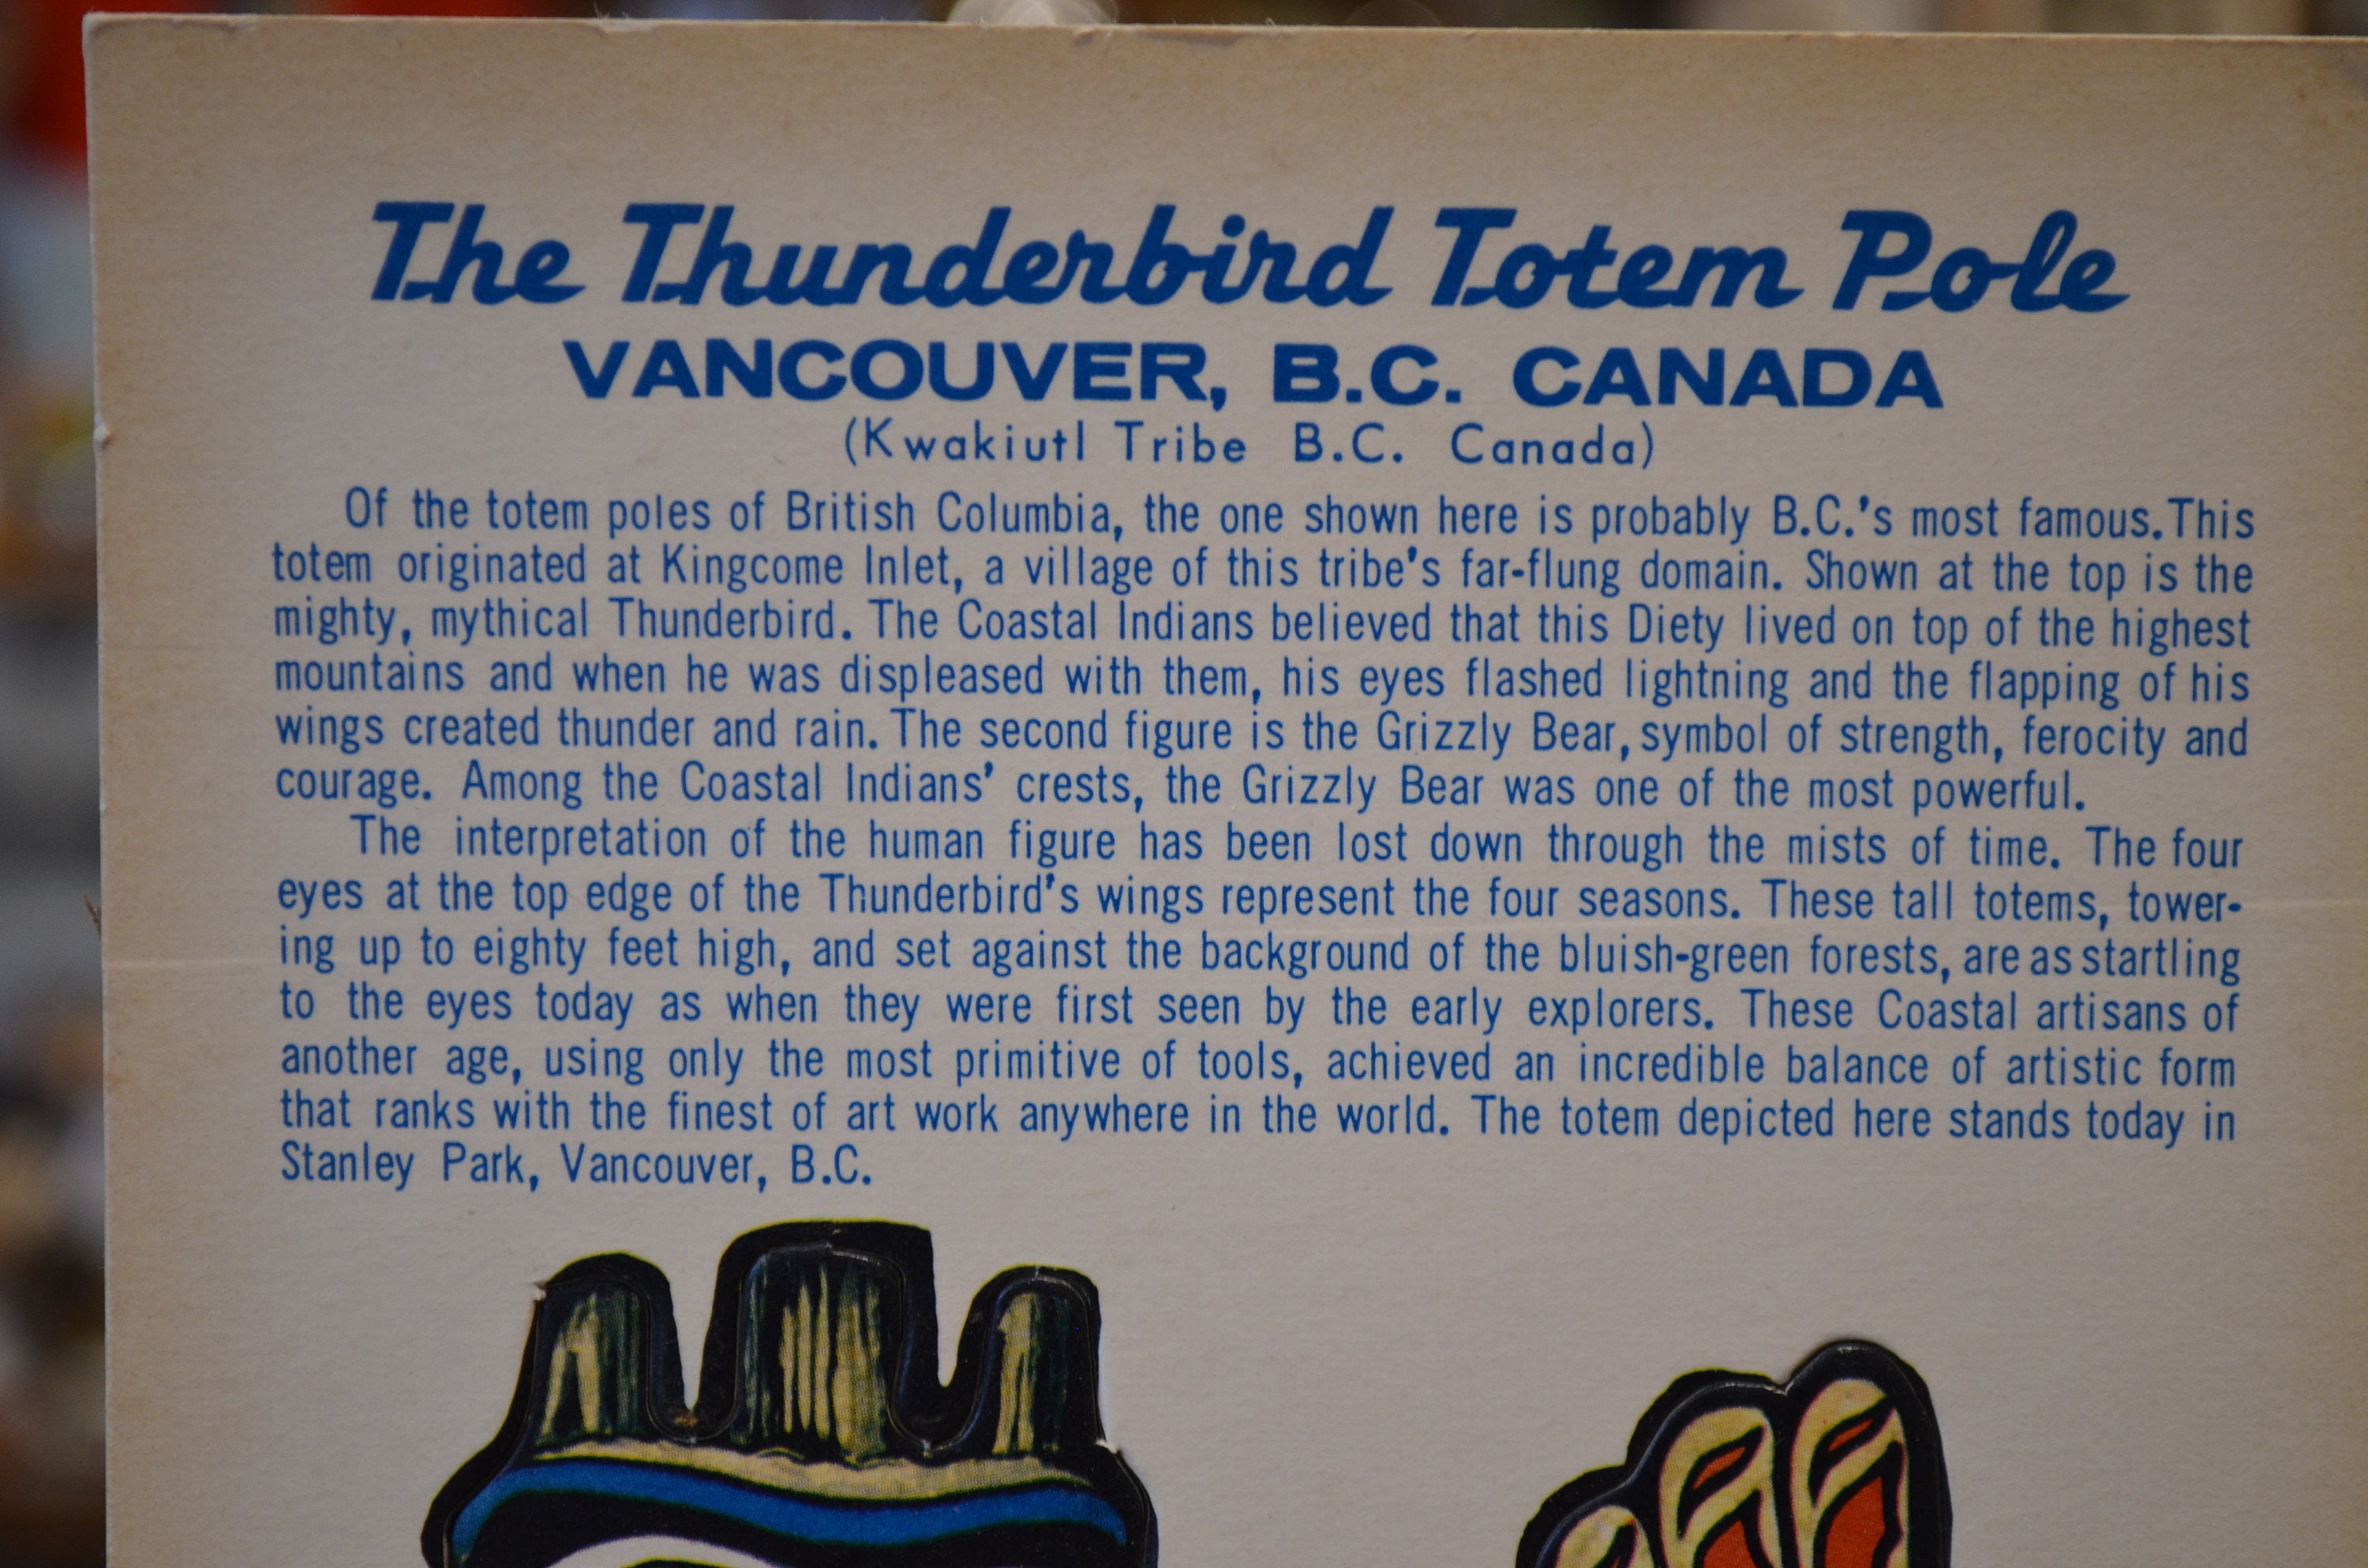 The Thunderbird Totem Pole
VANCOUVER, B.C. CANADA
(Kwakiutl Tribe B.C. Canada)
Of the totem poles of British Columbia, the one shown here is probably B.C.'s most famous. This
totem originated at Kingcome Inlet, a village of this tribe's far-flung domain. Shown at the top is the
mighty, mythical Thunderbird. The Coastal Indians believed that this Diety lived on top of the highest
mountains and when he was displeased with them, his eyes flashed lightning and the flapping of his
wings created thunder and rain. The second figure is the Grizzly Bear, symbol of strength, ferocity and
courage. Among the Coastal Indians' crests, the Grizzly Bear was one of the most powerful.
The interpretation of the human figure has been lost down through the mists of time. The four
eyes at the top edge of the Thunderbird's wings represent the four seasons. These tall totems, tower-
ing up to eighty feet high, and set against the background of the bluish-green forests, are as startling
to the eyes today as when they were first seen by the early explorers. These Coastal artisans of
another age, using only the most primitive of tools, achieved an incredible balance of artistic form
that ranks with the finest of art work anywhere in the world. The totem depicted here stands today in
Stanley Park, Vancouver, B.C.